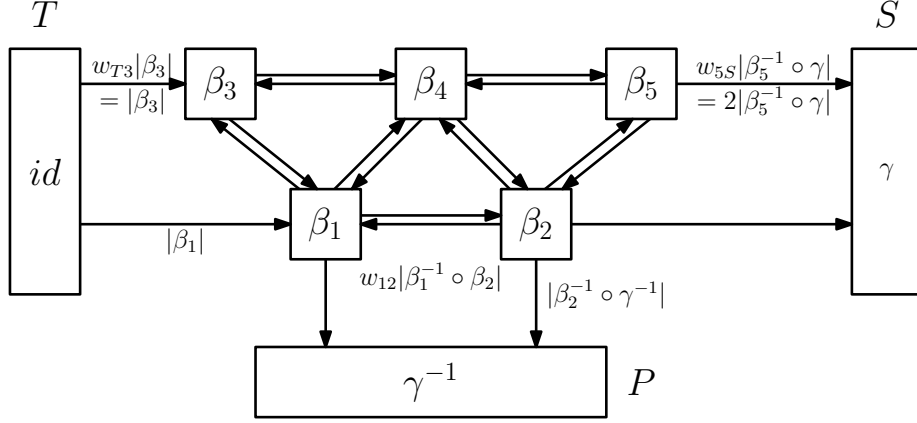 T S
w_{T3}|β_3| w_{5S}|β_5^{-1} ∘ γ|
= |β_3| β_3 β_4 β_5 = 2|β_5^{-1} ∘ γ|
id γ
|β_1| β_1 β_2
w_{12}|β_1^{-1} ∘ β_2| |β_2^{-1} ∘ γ^{-1}|
γ^{-1} P